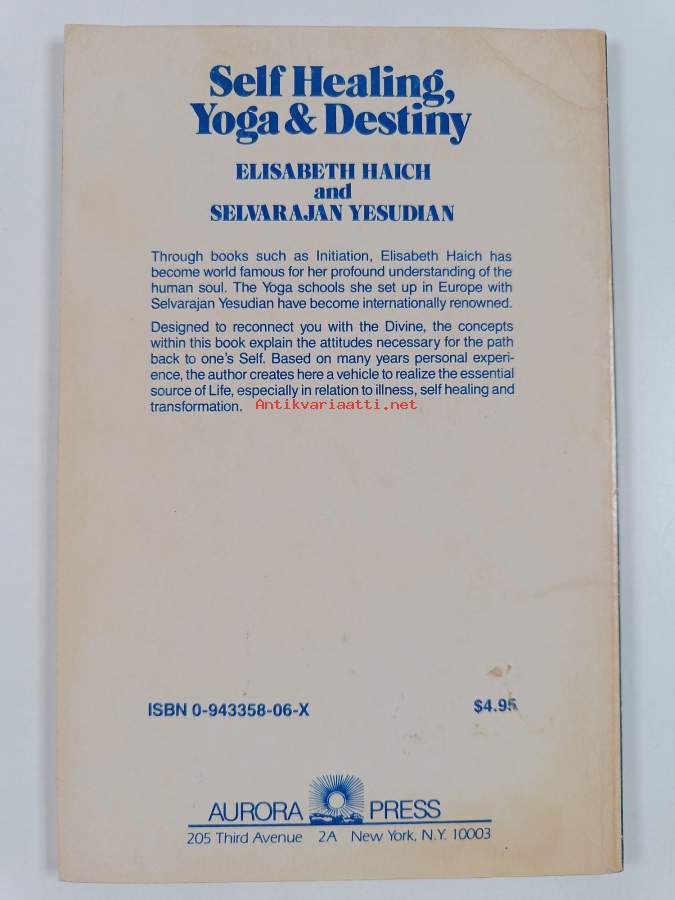 Self Healing,
Yoga & Destiny
ELISABETH HAICH
and
SELVARAJAN YESUDIAN
Through books such as Initiation, Elisabeth Haich has
become world famous for her profound understanding of the
human soul. The Yoga schools she set up in Europe with
Selvarajan Yesudian have become internationally renowned.
Designed to reconnect you with the Divine, the concepts
within this book explain the attitudes necessary for the path
back to one's Self. Based on many years personal experi-
ence, the author creates here a vehicle to realize the essential
source of Life, especially in relation to illness, self healing and
transformation.
Antikvariaatti.net
ISBN 0-943358-06-X $4.95
AURORA PRESS
205 Third Avenue 2A New York, N.Y. 10003